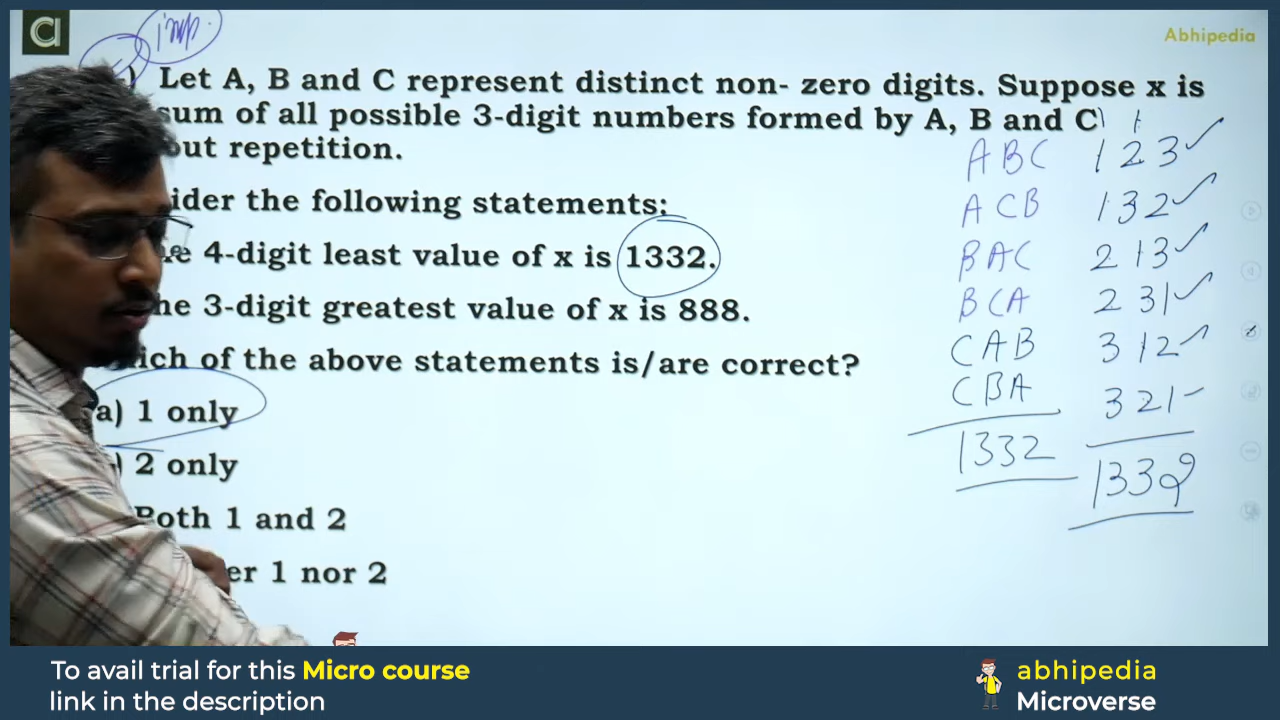 imp.
Abhipedia
Let A, B and C represent distinct non- zero digits. Suppose x is
sum of all possible 3-digit numbers formed by A, B and C
out repetition.
ider the following statements:
4-digit least value of x is 1332.
he 3-digit greatest value of x is 888.
ich of the above statements is/are correct?
a) 1 only
) 2 only
Both 1 and 2
er 1 nor 2
ABC 123
ACB 132
BAC 213
BCA 231
CAB 312
CBA 321
1332 1332
To avail trial for this Micro course
link in the description
abhipedia
Microverse